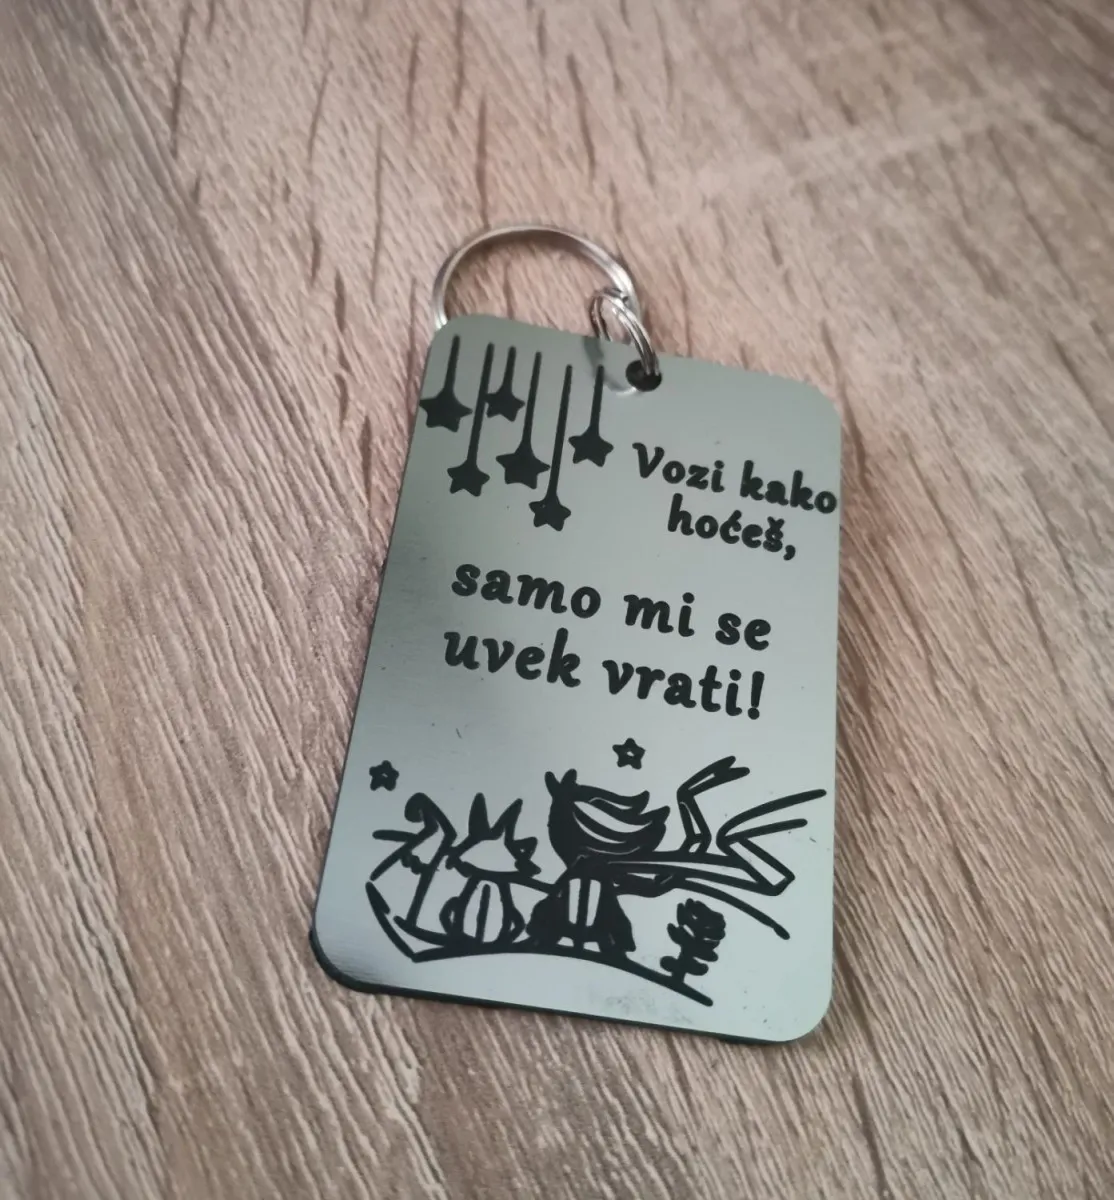 Vozi kako
hoćeš,
samo mi se
uvek vrati!